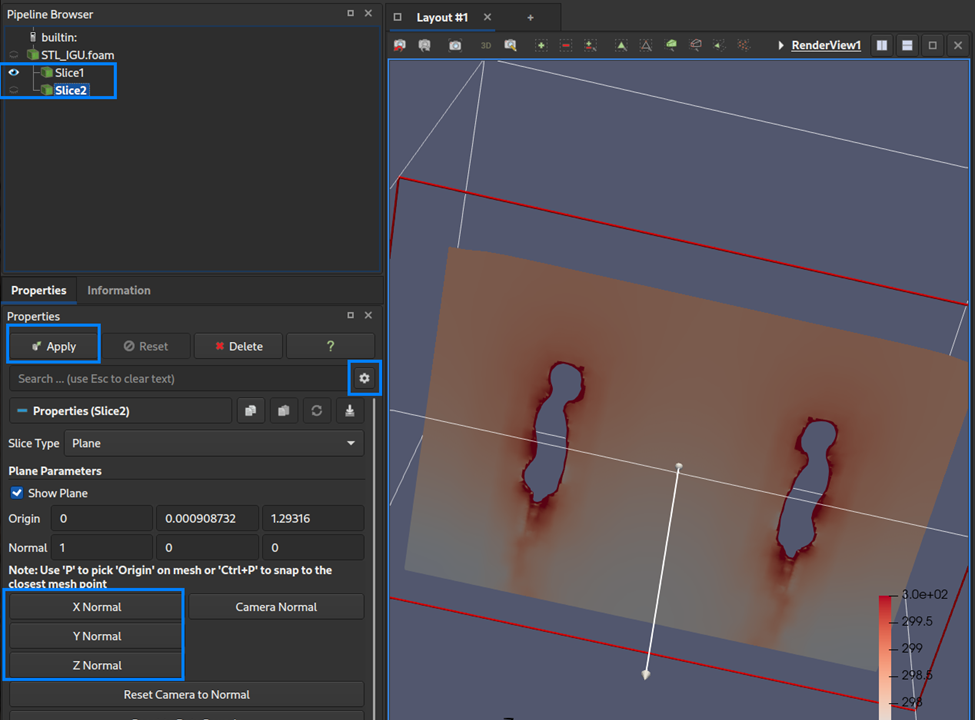 Pipeline Browser
builtin:
STL_IGU.foam
Slice1
Slice2
Properties
Information
Properties
Apply
Reset
Delete
?
Search ... (use Esc to clear text)
Properties (Slice2)
Slice Type
Plane
Plane Parameters
Show Plane
Origin
0
0.000908732
1.29316
Normal
1
0
0
Note: Use 'P' to pick 'Origin' on mesh or 'Ctrl+P' to snap to the
closest mesh point
X Normal
Camera Normal
Y Normal
Z Normal
Reset Camera to Normal
Layout #1
+
3D
RenderView1
3.0e+02
299.5
299
298.5
298